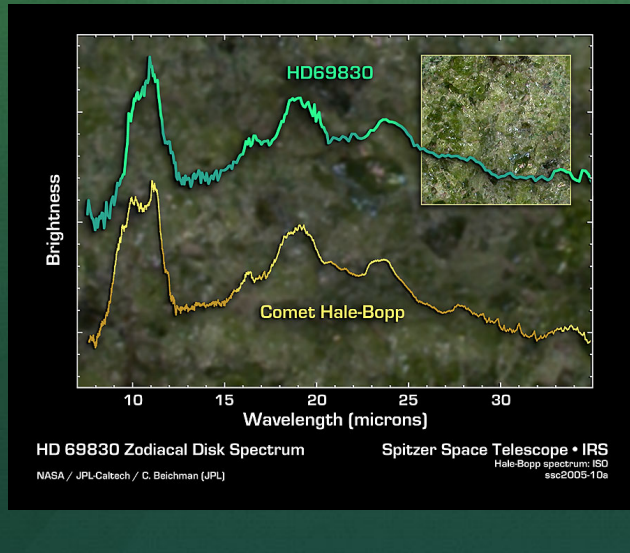 HD69830
Brightness
Comet Hale-Bopp
10 15 20 25 30
Wavelength (microns)
HD 69830 Zodiacal Disk Spectrum
NASA / JPL-Caltech / C. Beichman (JPL)
Spitzer Space Telescope • IRS
Hale-Bopp spectrum: ISO
ssc2005-10a